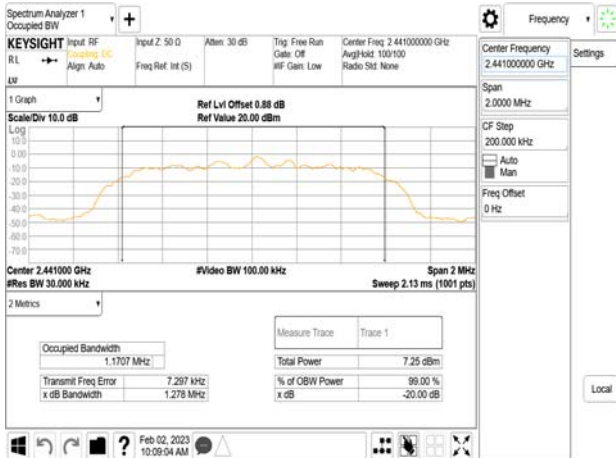 Spectrum Analyzer 1
Occupied BW
KEYSIGHT
Input: RF
Coupling: DC
Align: Auto
Input Z: 50 Ω
Freq Ref: Int (S)
Atten: 30 dB
Trig: Free Run
Gate: Off
#IF Gain: Low
Center Freq: 2.441000000 GHz
Avg|Hold: 100/100
Radio Std: None
RL
1 Graph
Scale/Div 10.0 dB
Ref Lvl Offset 0.88 dB
Ref Value 20.00 dBm
Log
10.0
0.00
-10.0
-20.0
-30.0
-40.0
-50.0
-60.0
-70.0
Center 2.441000 GHz
#Res BW 30.000 kHz
#Video BW 100.00 kHz
Span 2 MHz
Sweep 2.13 ms (1001 pts)
2 Metrics
Measure Trace Trace 1
Occupied Bandwidth
1.1707 MHz
Total Power 7.25 dBm
Transmit Freq Error 7.297 kHz
% of OBW Power 99.00 %
x dB Bandwidth 1.278 MHz
x dB -20.00 dB
Feb 02, 2023
10:09:04 AM
?
Frequency
Settings
Center Frequency
2.441000000 GHz
Span
2.0000 MHz
CF Step
200.000 kHz
Auto
Man
Freq Offset
0 Hz
Local